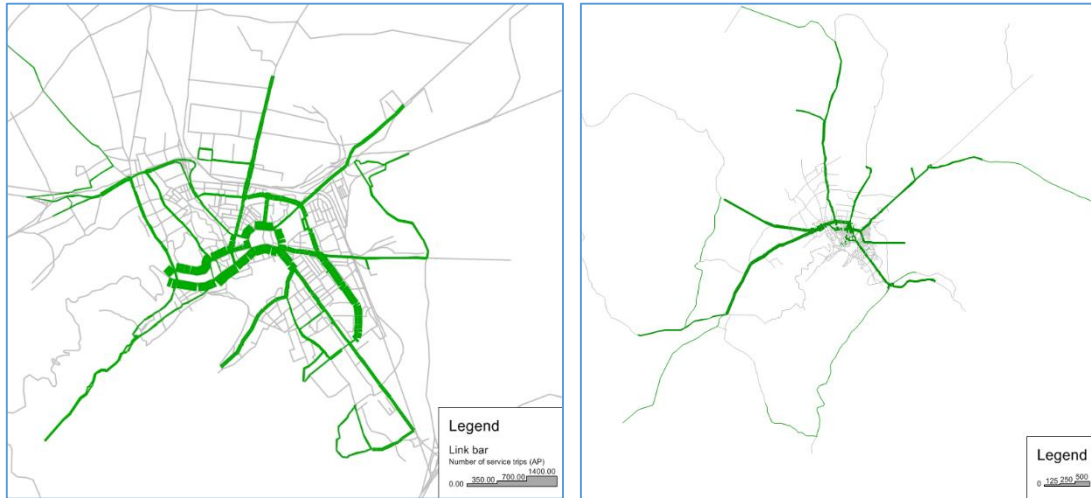 Legend
Link bar
Number of service trips (AP)
0.00 350.00 700.00 1400.00
Legend
0 125 250 500